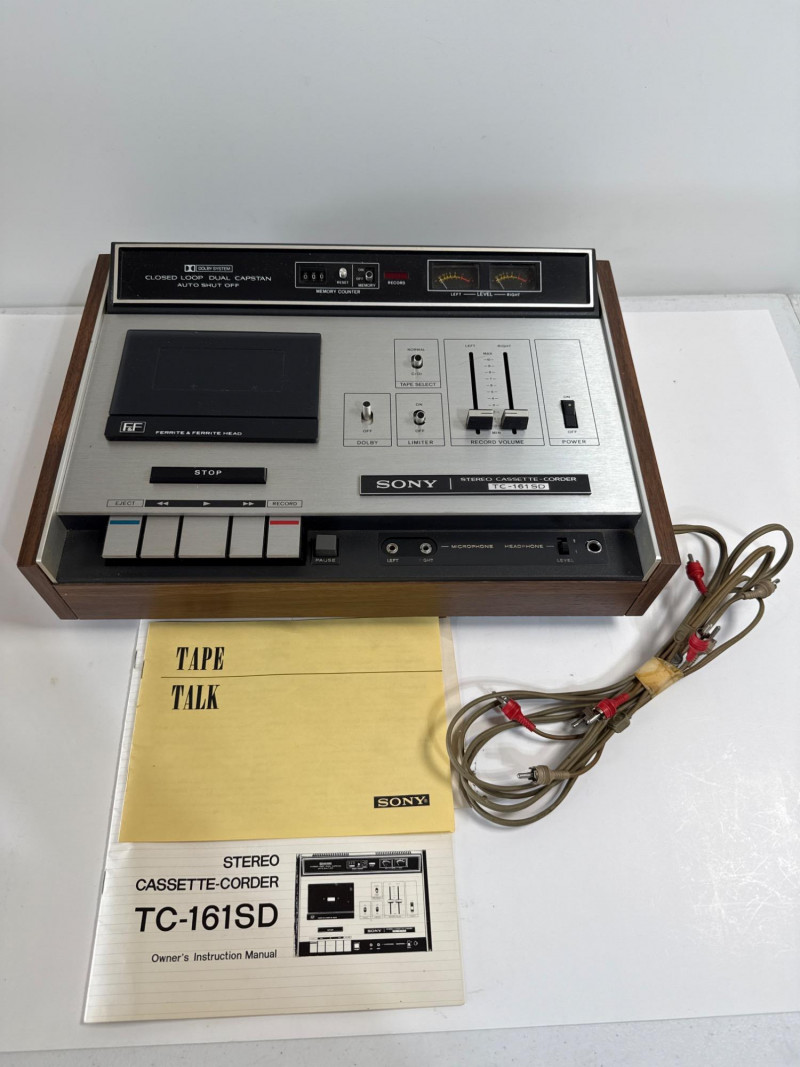 DOLBY SYSTEM
CLOSED LOOP DUAL CAPSTAN
AUTO SHUT OFF
000
RESET
ON
OFF
MEMORY
MEMORY COUNTER
RECORD
LEFT LEVEL RIGHT
F&F
FERRITE & FERRITE HEAD
NORMAL
TAPE SELECT
OFF
DOLBY
ON
OFF
LIMITER
LEFT RIGHT
MAX
MIN
RECORD VOLUME
ON
OFF
POWER
STOP
SONY
STEREO CASSETTE-CORDER
TC-161SD
EJECT
RECORD
PAUSE
LEFT
MICROPHONE
HEADPHONE
LEVEL
TAPE
TALK
SONY
STEREO
CASSETTE-CORDER
TC-161SD
Owner's Instruction Manual